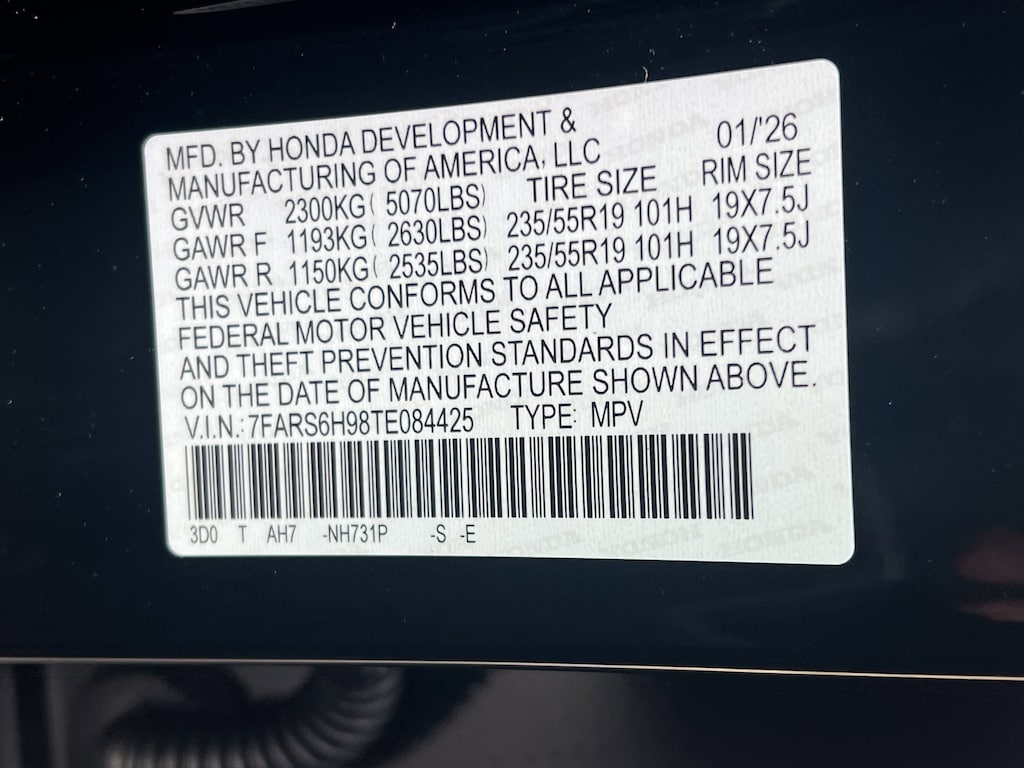 MFD. BY HONDA DEVELOPMENT &
MANUFACTURING OF AMERICA, LLC 01/'26
GVWR 2300KG( 5070LBS) TIRE SIZE RIM SIZE
GAWR F 1193KG( 2630LBS) 235/55R19 101H 19X7.5J
GAWR R 1150KG( 2535LBS) 235/55R19 101H 19X7.5J
THIS VEHICLE CONFORMS TO ALL APPLICABLE
FEDERAL MOTOR VEHICLE SAFETY
AND THEFT PREVENTION STANDARDS IN EFFECT
ON THE DATE OF MANUFACTURE SHOWN ABOVE.
V.I.N.: 7FARS6H98TE084425 TYPE: MPV
3D0 T AH7 -NH731P -S -E